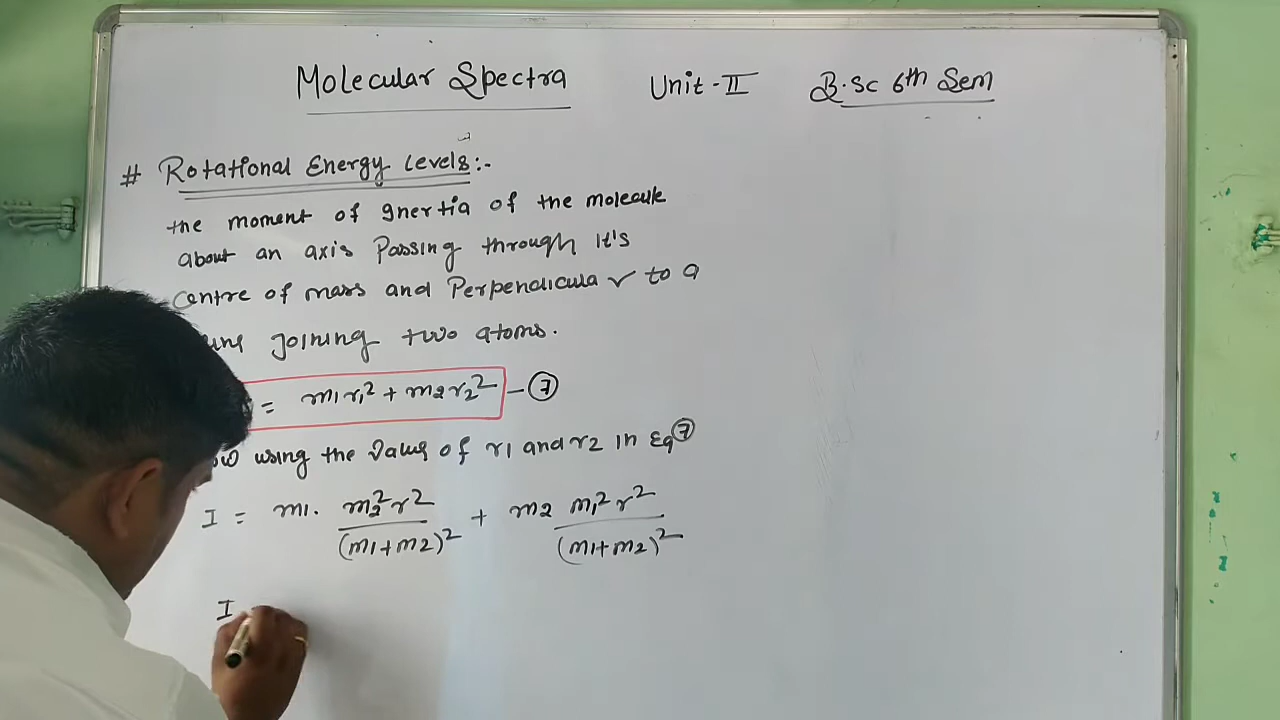 Molecular Spectra Unit-II B.Sc 6th Sem
# Rotational Energy Levels:-
the moment of Inertia of the molecule
about an axis Passing through it's
Centre of mass and Perpendicular to a
joining two atoms.
= m1r1² + m2r2² - ⑦
using the value of r1 and r2 in Eq⑦
I = m1. m2²r²/(m1+m2)² + m2 m1²r²/(m1+m2)²
I